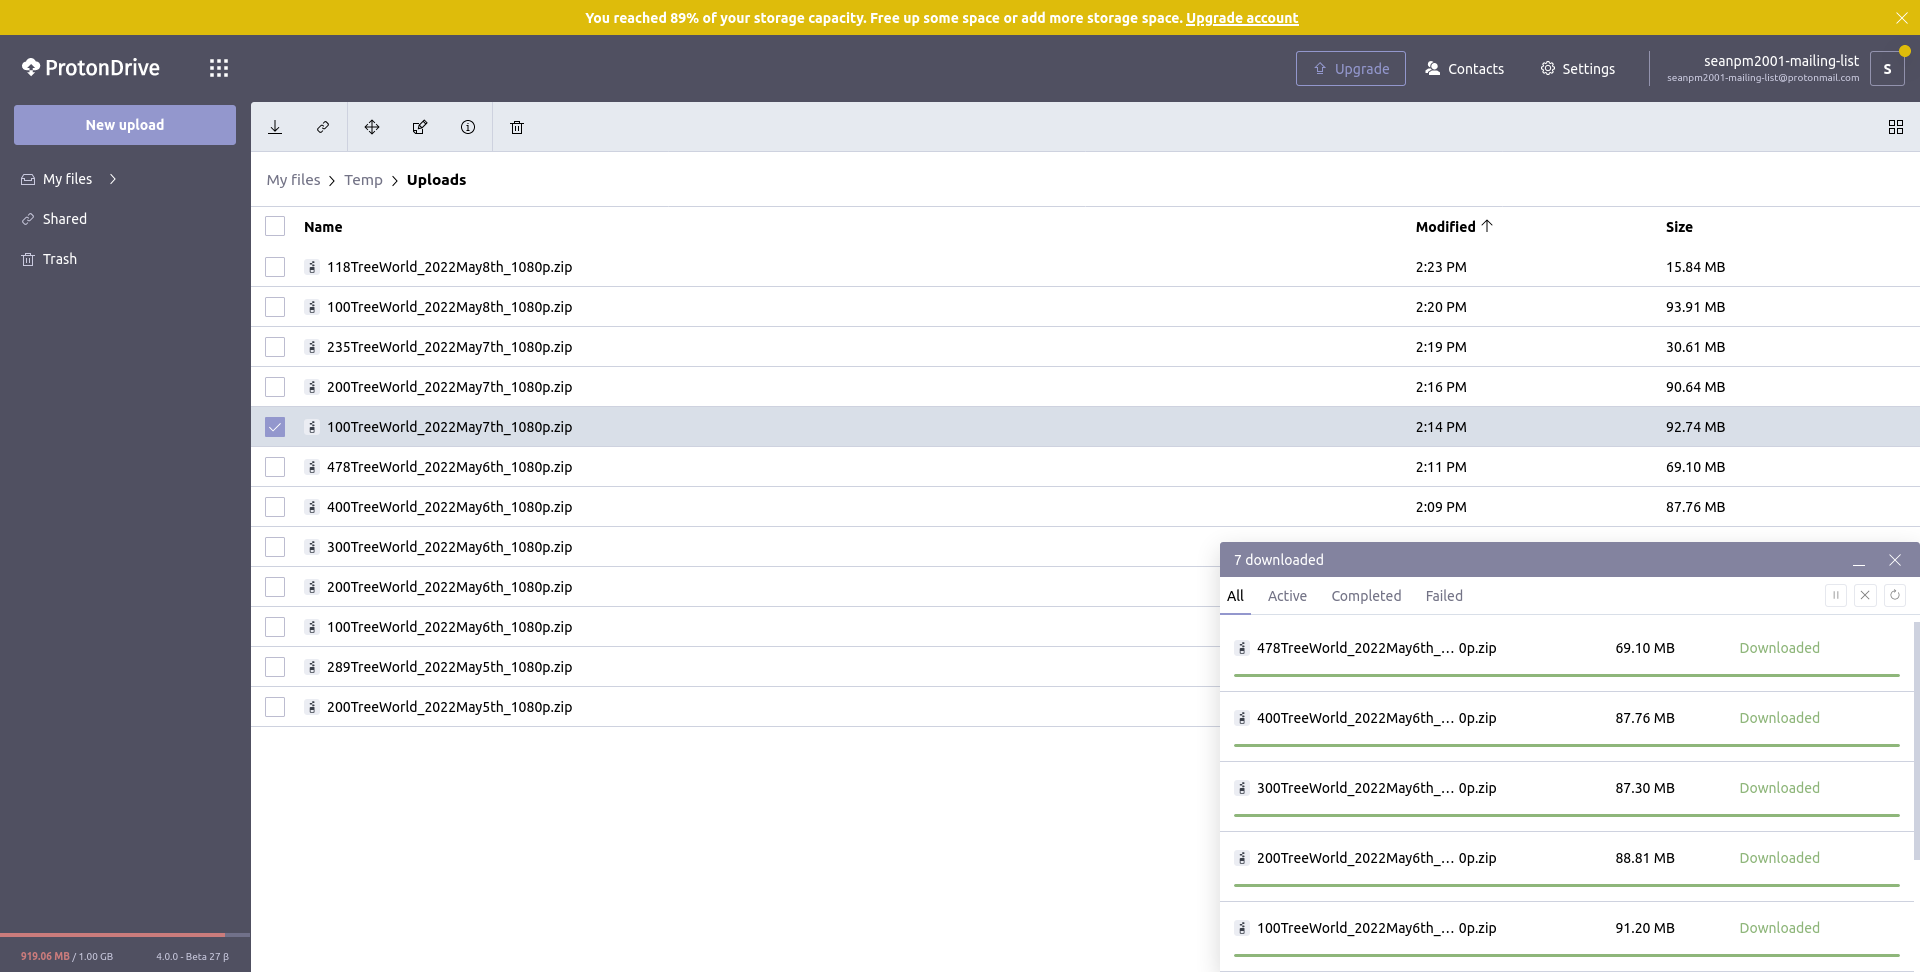 You reached 89% of your storage capacity. Free up some space or add more storage space. Upgrade account
ProtonDrive
Upgrade
Contacts
Settings
seanpm2001-mailing-list
seanpm2001-mailing-list@protonmail.com
S
New upload
My files
Shared
Trash
My files > Temp > Uploads
Name Modified Size
118TreeWorld_2022May8th_1080p.zip 2:23 PM 15.84 MB
100TreeWorld_2022May8th_1080p.zip 2:20 PM 93.91 MB
235TreeWorld_2022May7th_1080p.zip 2:19 PM 30.61 MB
200TreeWorld_2022May7th_1080p.zip 2:16 PM 90.64 MB
100TreeWorld_2022May7th_1080p.zip 2:14 PM 92.74 MB
478TreeWorld_2022May6th_1080p.zip 2:11 PM 69.10 MB
400TreeWorld_2022May6th_1080p.zip 2:09 PM 87.76 MB
300TreeWorld_2022May6th_1080p.zip
200TreeWorld_2022May6th_1080p.zip
100TreeWorld_2022May6th_1080p.zip
289TreeWorld_2022May5th_1080p.zip
200TreeWorld_2022May5th_1080p.zip
7 downloaded
All Active Completed Failed
478TreeWorld_2022May6th_... 0p.zip 69.10 MB Downloaded
400TreeWorld_2022May6th_... 0p.zip 87.76 MB Downloaded
300TreeWorld_2022May6th_... 0p.zip 87.30 MB Downloaded
200TreeWorld_2022May6th_... 0p.zip 88.81 MB Downloaded
100TreeWorld_2022May6th_... 0p.zip 91.20 MB Downloaded
919.06 MB / 1.00 GB 4.0.0 - Beta 27 β